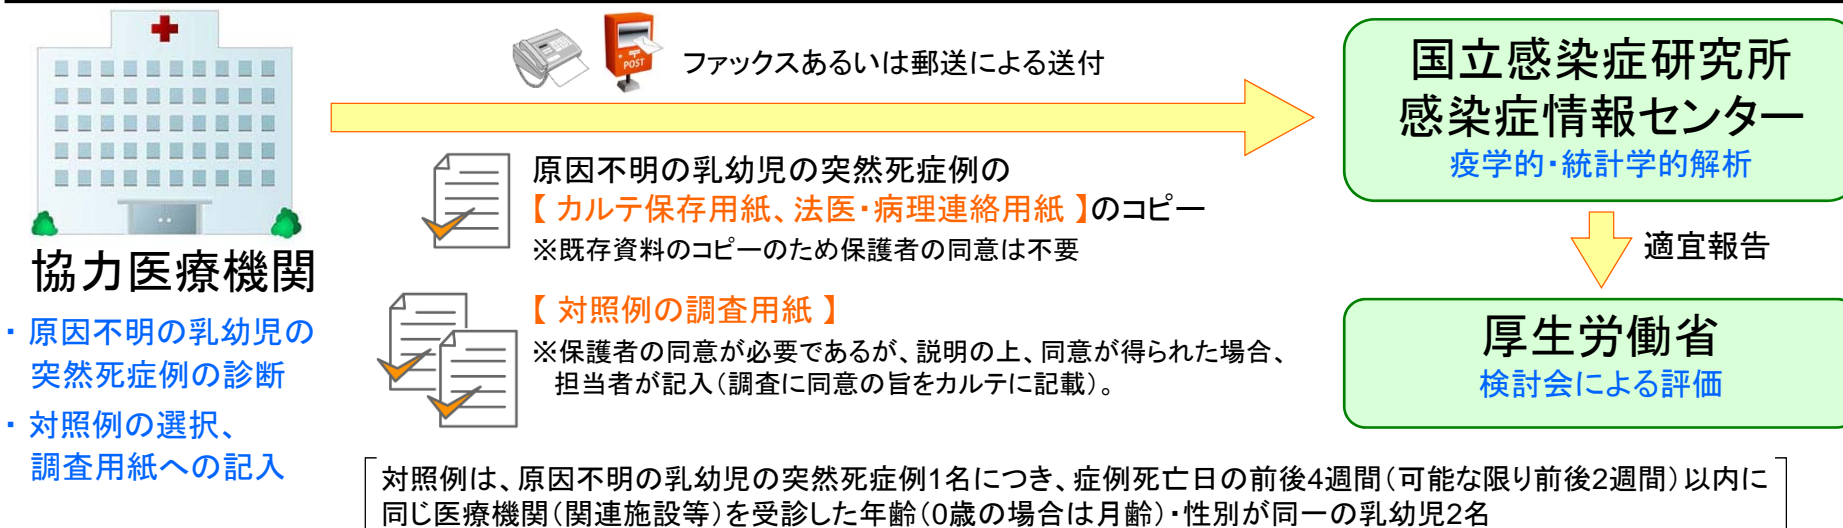 協力医療機関
・ 原因不明の乳幼児の
突然死症例の診断
・ 対照例の選択、
調査用紙への記入
POST
ファックスあるいは郵送による送付
原因不明の乳幼児の突然死症例の
【 カルテ保存用紙、法医・病理連絡用紙 】のコピー
※既存資料のコピーのため保護者の同意は不要
【 対照例の調査用紙 】
※保護者の同意が必要であるが、説明の上、同意が得られた場合、
担当者が記入(調査に同意の旨をカルテに記載)。
国立感染症研究所
感染症情報センター
疫学的・統計学的解析
適宜報告
厚生労働省
検討会による評価
対照例は、原因不明の乳幼児の突然死症例1名につき、症例死亡日の前後4週間(可能な限り前後2週間)以内に
同じ医療機関(関連施設等)を受診した年齢(0歳の場合は月齢)・性別が同一の乳幼児2名